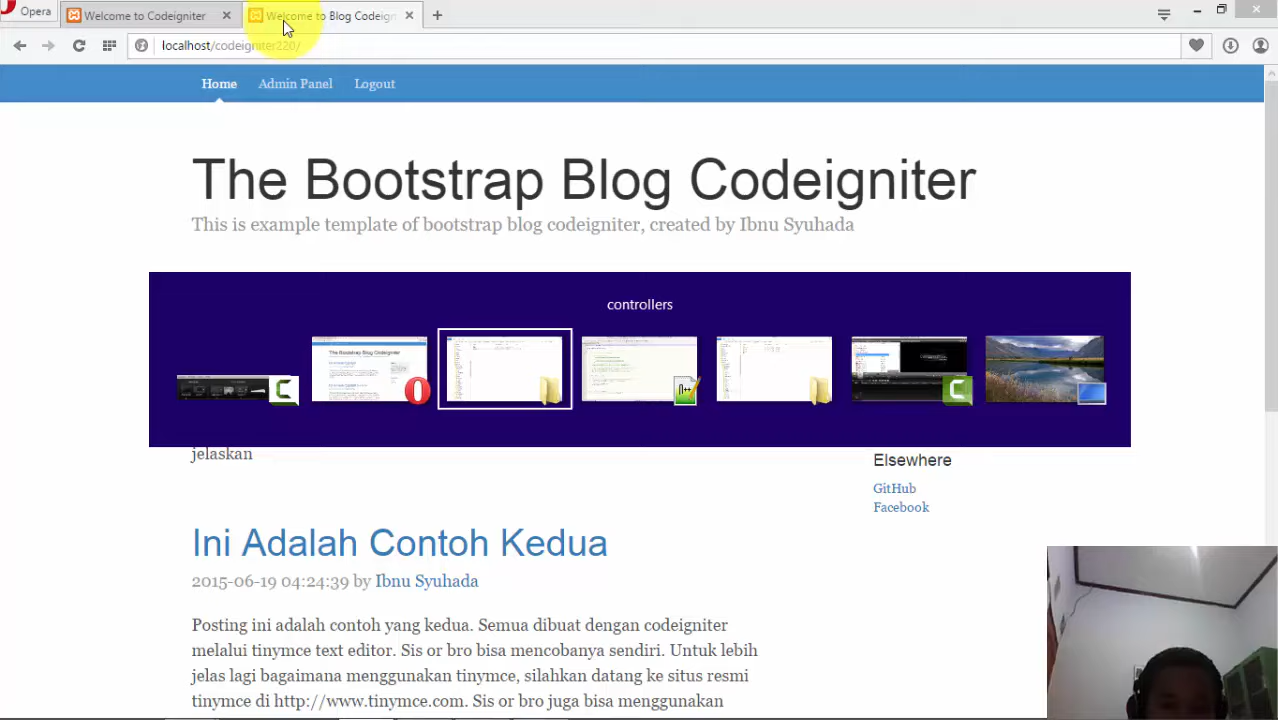 Opera
Welcome to Codeigniter
Welcome to Blog Codeign
localhost/codeigniter220/
Home
Admin Panel
Logout
The Bootstrap Blog Codeigniter
This is example template of bootstrap blog codeigniter, created by Ibnu Syuhada
controllers
jelaskan
Elsewhere
GitHub
Facebook
Ini Adalah Contoh Kedua
2015-06-19 04:24:39 by Ibnu Syuhada
Posting ini adalah contoh yang kedua. Semua dibuat dengan codeigniter
melalui tinymce text editor. Sis or bro bisa mencobanya sendiri. Untuk lebih
jelas lagi bagaimana menggunakan tinymce, silahkan datang ke situs resmi
tinymce di http://www.tinymce.com. Sis or bro juga bisa menggunakan